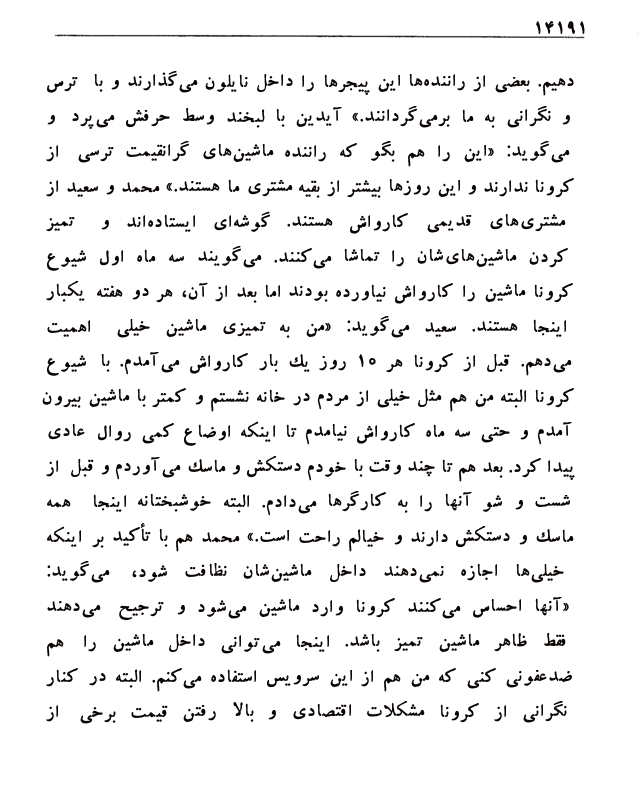 ۱۴۱۹۱
دهیم. بعضی از راننده‌ها این پیجرها را داخل نایلون می‌گذارند و با ترس
و نگرانی به ما برمی‌گردانند.» آیدین با لبخند وسط حرفش می‌پرد و
می‌گوید: «این را هم بگو که راننده ماشین‌های گرانقیمت ترسی از
کرونا ندارند و این روزها بیشتر از بقیه مشتری ما هستند.» محمد و سعید از
مشتری‌های قدیمی کارواش هستند. گوشه‌ای ایستاده‌اند و تمیز
کردن ماشین‌های‌شان را تماشا می‌کنند. می‌گویند سه ماه اول شیوع
کرونا ماشین را کارواش نیاورده بودند اما بعد از آن، هر دو هفته یکبار
اینجا هستند. سعید می‌گوید: «من به تمیزی ماشین خیلی اهمیت
می‌دهم. قبل از کرونا هر ۱۵ روز یك بار کارواش می‌آمدم. با شیوع
کرونا البته من هم مثل خیلی از مردم در خانه نشستم و کمتر با ماشین بیرون
آمدم و حتی سه ماه کارواش نیامدم تا اینکه اوضاع کمی روال عادی
پیدا کرد. بعد هم تا چند وقت با خودم دستکش و ماسك می‌آوردم و قبل از
شست و شو آنها را به کارگرها می‌دادم. البته خوشبختانه اینجا همه
ماسك و دستکش دارند و خیالم راحت است.» محمد هم با تأکید بر اینکه
خیلی‌ها اجازه نمی‌دهند داخل ماشین‌شان نظافت شود، می‌گوید:
«آنها احساس می‌کنند کرونا وارد ماشین می‌شود و ترجیح می‌دهند
فقط ظاهر ماشین تمیز باشد. اینجا می‌توانی داخل ماشین را هم
ضدعفونی کنی که من هم از این سرویس استفاده می‌کنم. البته در کنار
نگرانی از کرونا مشکلات اقتصادی و بالا رفتن قیمت برخی از